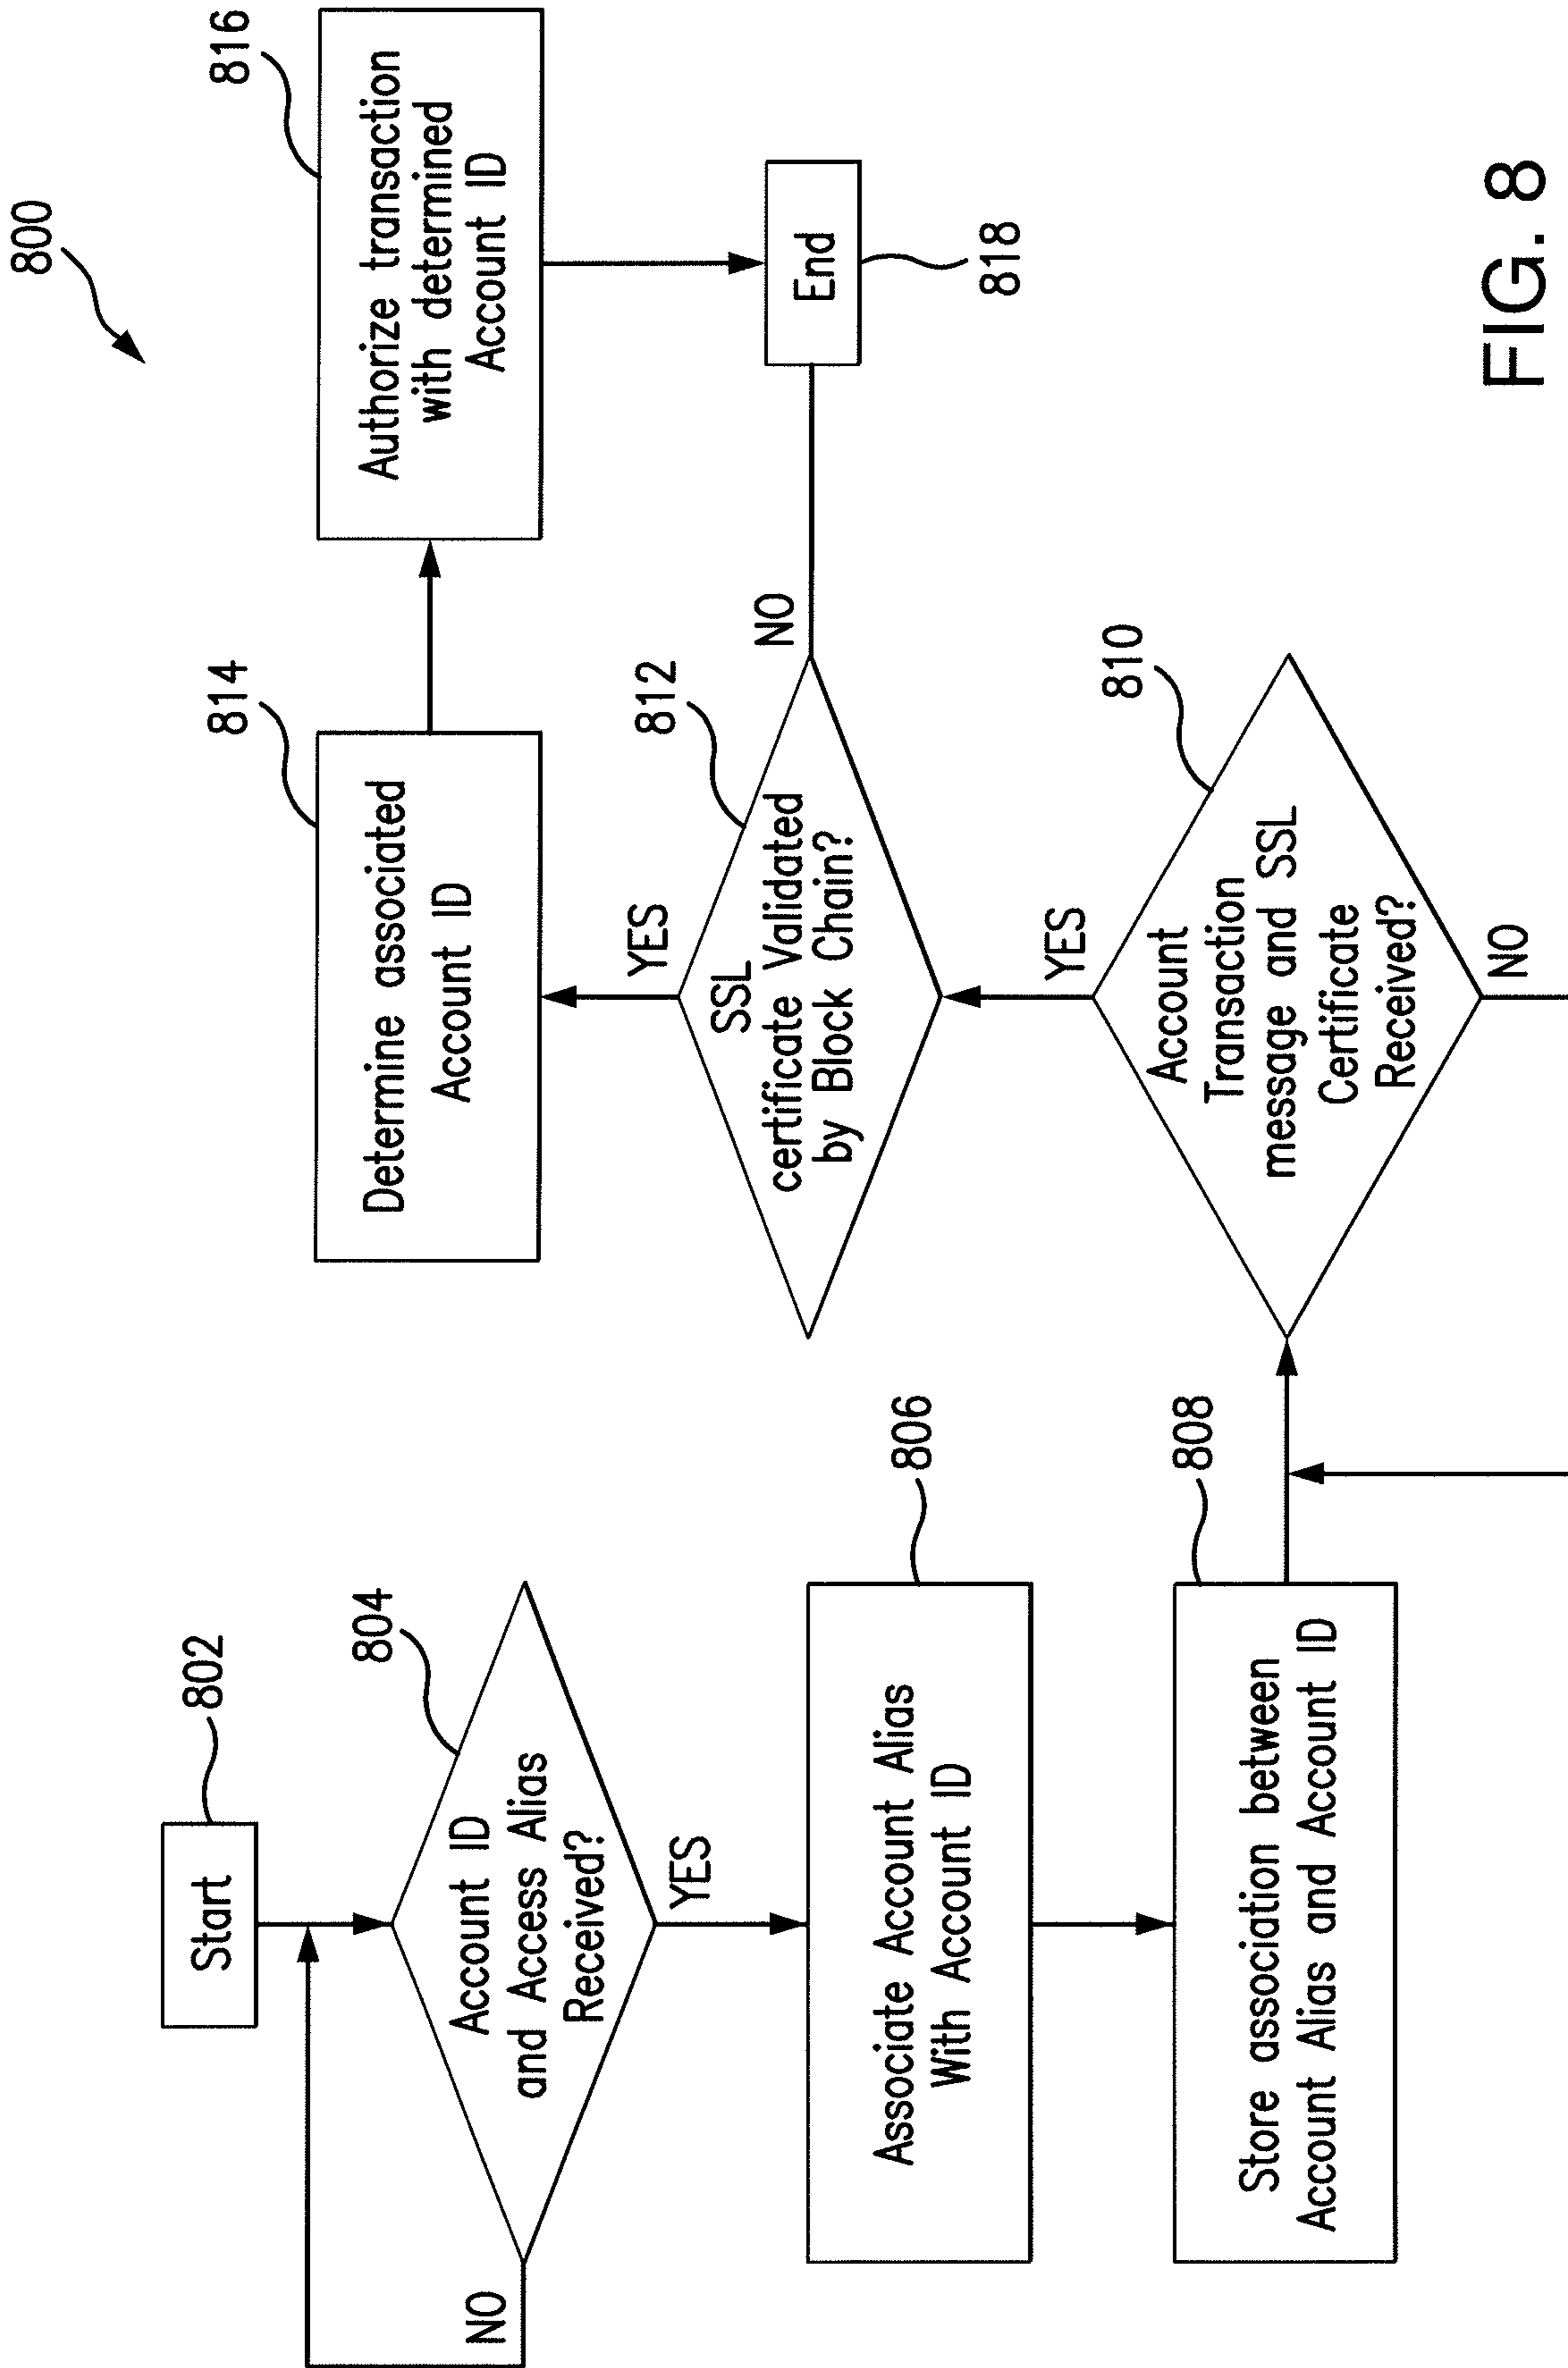 800
802
Start
804
Account ID
and Access Alias
Received?
NO
YES
806
Associate Account Alias
With Account ID
808
Store association between
Account Alias and Account ID
810
Account
Transaction
message and SSL
Certificate
Received?
NO
YES
812
SSL
certificate Validated
by Block Chain?
NO
YES
814
Determine associated
Account ID
816
Authorize transaction
with determined
Account ID
End
818
FIG. 8